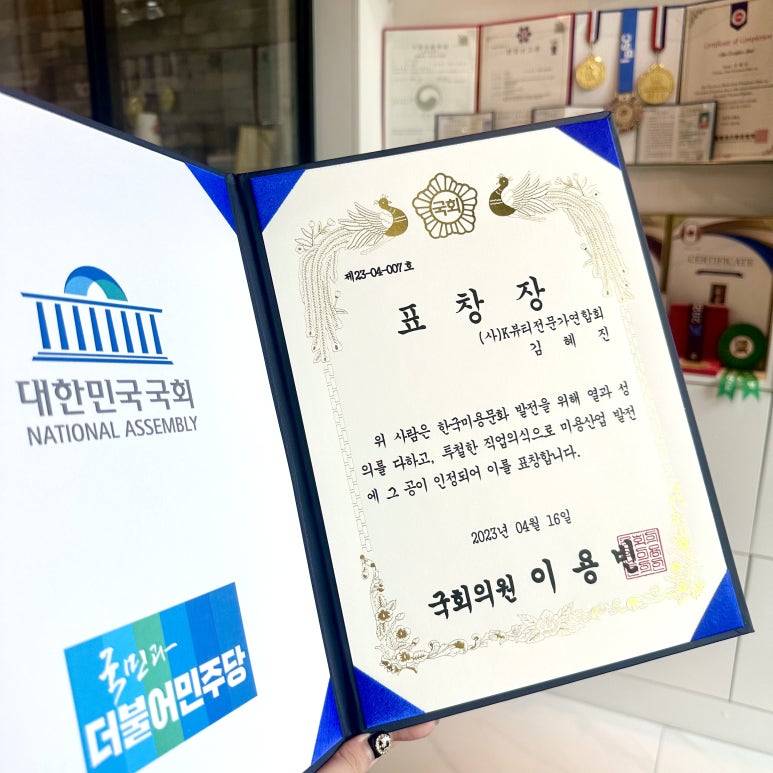 대한민국국회
NATIONAL ASSEMBLY
국민과
더불어민주당
국회
제23-04-007호
표창장
(사)K뷰티전문가연합회
김혜진
위 사람은 한국미용문화 발전을 위해 열과 성
의를 다하고, 투철한 직업의식으로 미용산업 발전
에 그 공이 인정되어 이를 표창합니다.
2023년 04월 16일
국회의원 이용빈
Certificate of Completion
CERTIFICATE